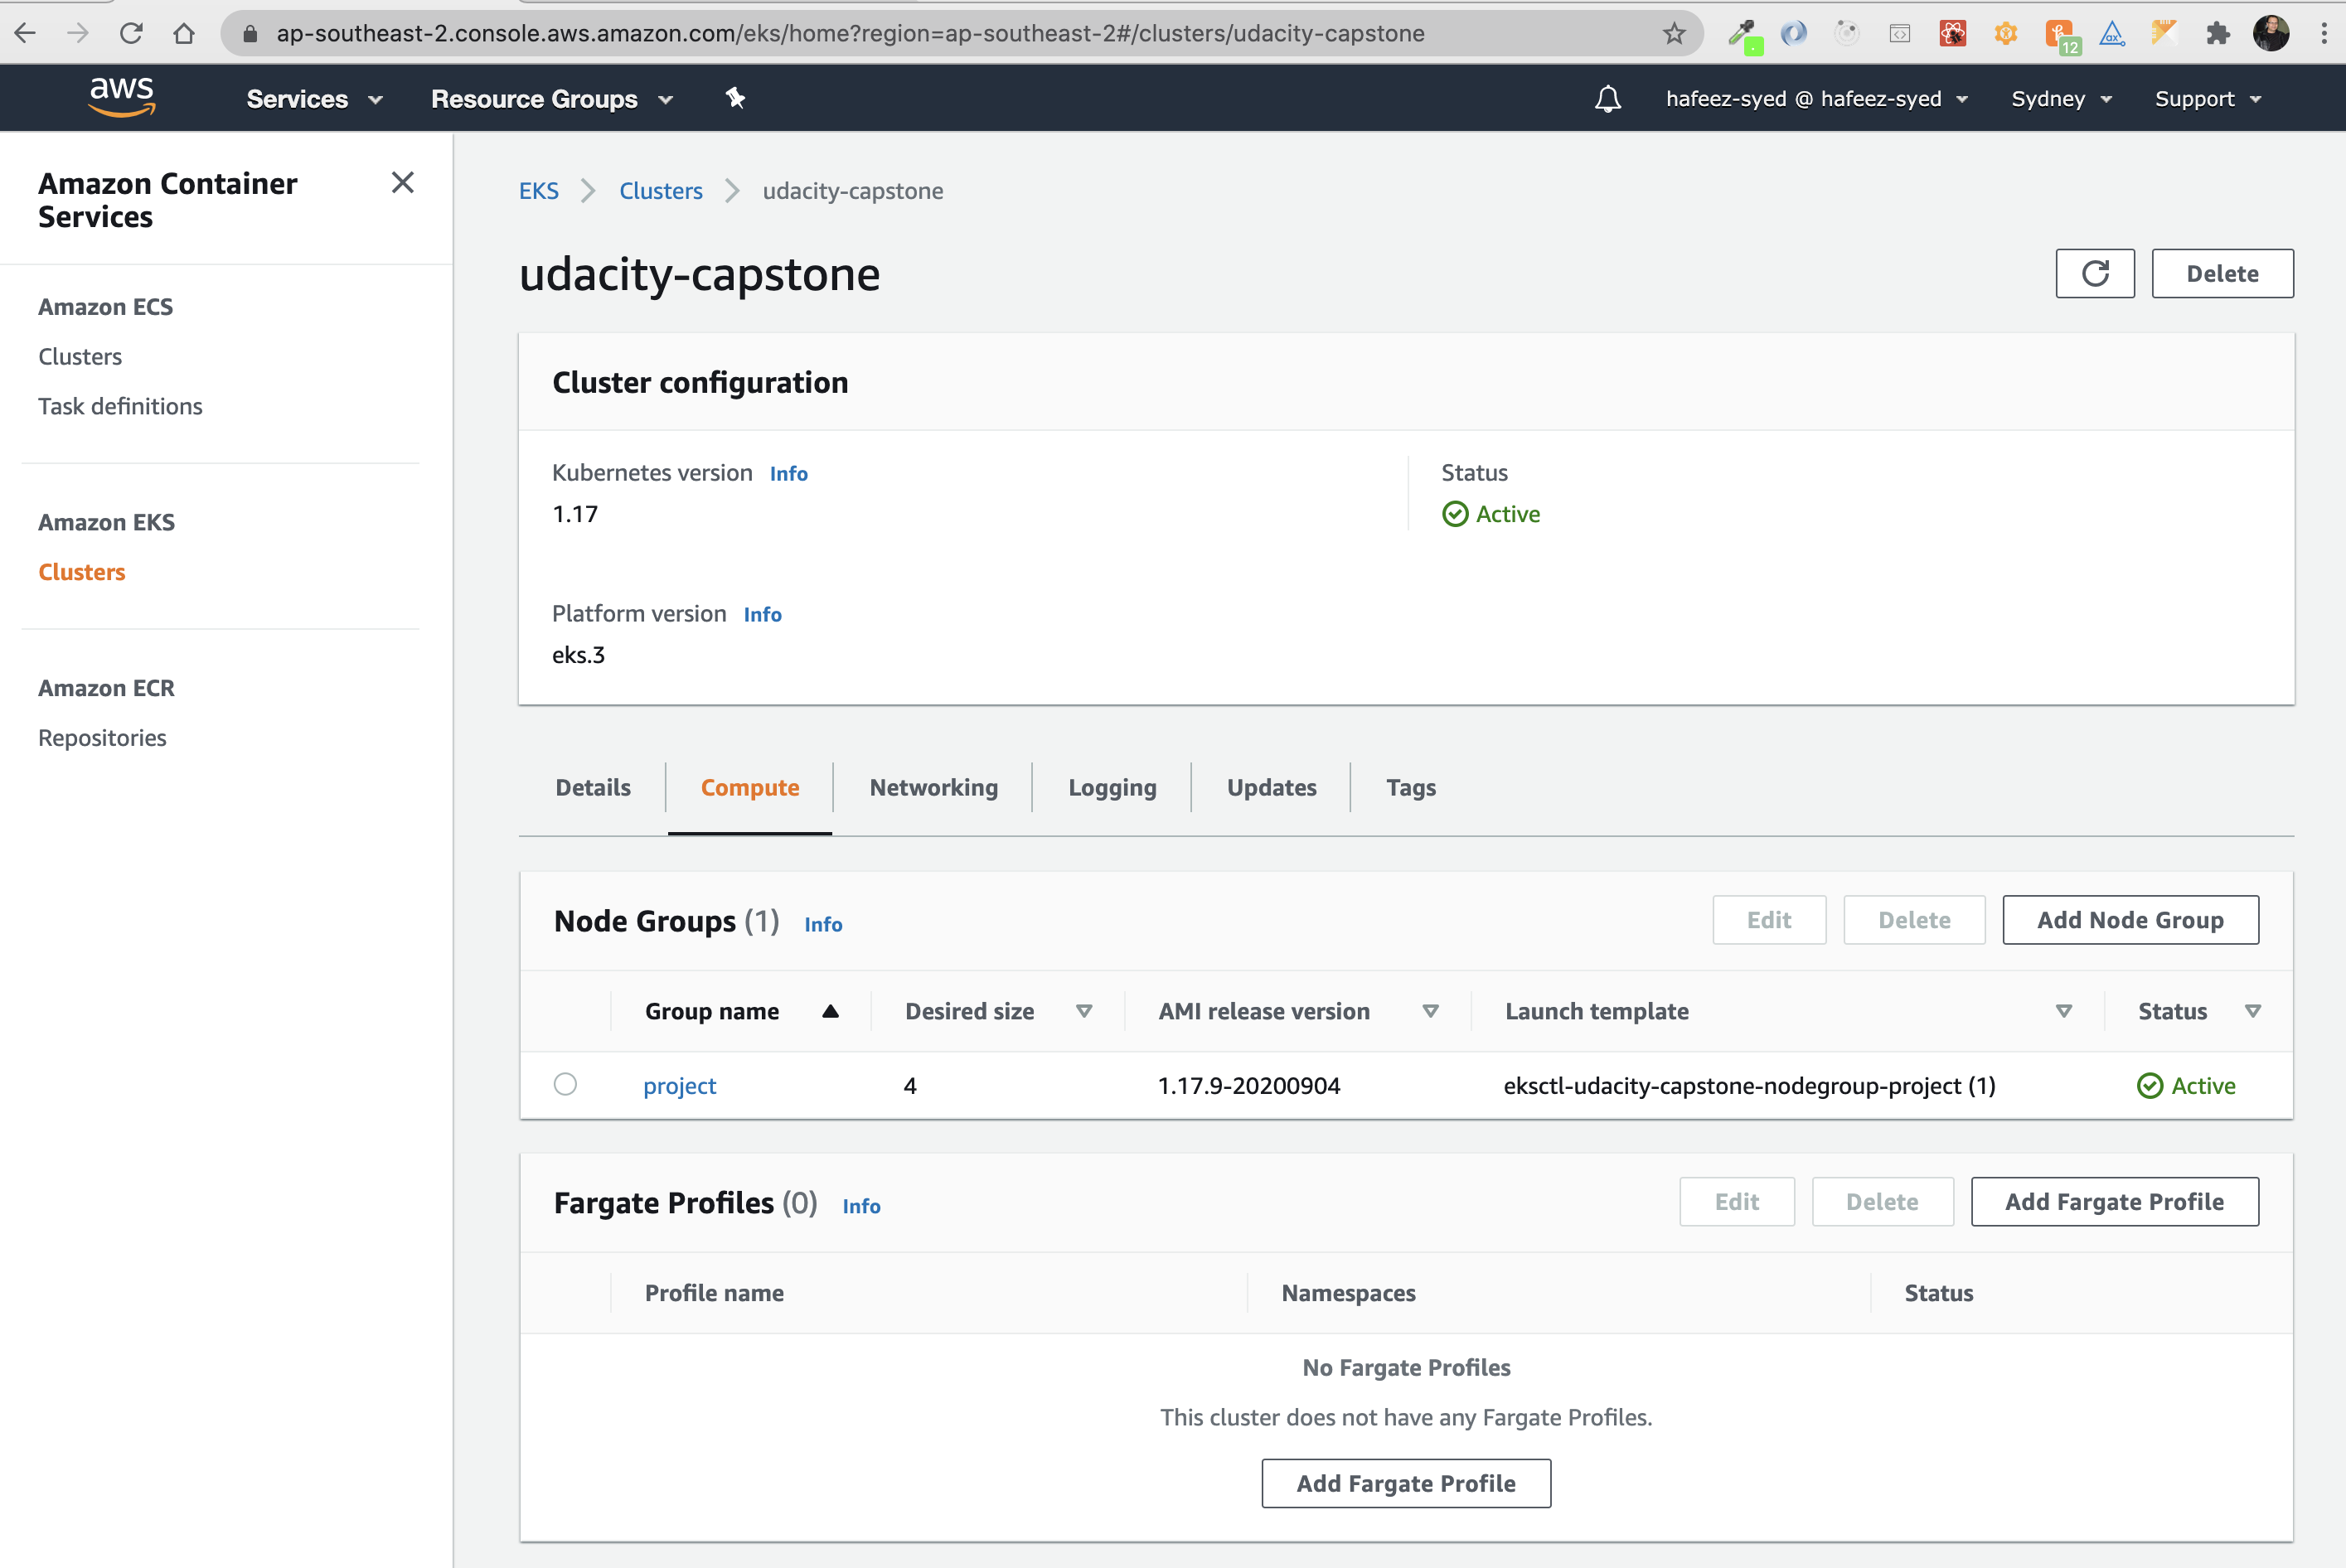 ap-southeast-2.console.aws.amazon.com/eks/home?region=ap-southeast-2#/clusters/udacity-capstone
12
aws
Services
Resource Groups
hafeez-syed @ hafeez-syed
Sydney
Support
Amazon Container
Services
Amazon ECS
Clusters
Task definitions
Amazon EKS
Clusters
Amazon ECR
Repositories
EKS
Clusters
udacity-capstone
udacity-capstone
Delete
Cluster configuration
Kubernetes version Info
1.17
Status
Active
Platform version Info
eks.3
Details
Compute
Networking
Logging
Updates
Tags
Node Groups (1) Info
Edit
Delete
Add Node Group
Group name
Desired size
AMI release version
Launch template
Status
project
4
1.17.9-20200904
eksctl-udacity-capstone-nodegroup-project (1)
Active
Fargate Profiles (0) Info
Edit
Delete
Add Fargate Profile
Profile name
Namespaces
Status
No Fargate Profiles
This cluster does not have any Fargate Profiles.
Add Fargate Profile